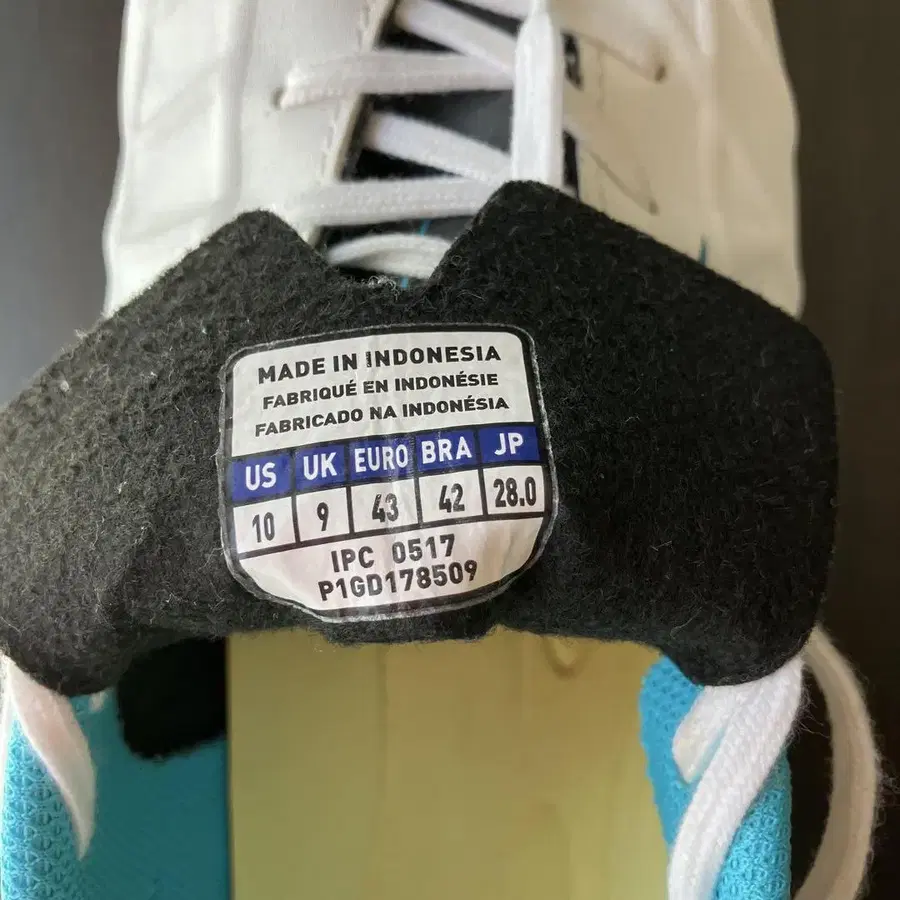 MADE IN INDONESIA
FABRIQUÉ EN INDONÉSIE
FABRICADO NA INDONÉSIA
US UK EURO BRA JP
10 9 43 42 28.0
IPC 0517
P1GD178509